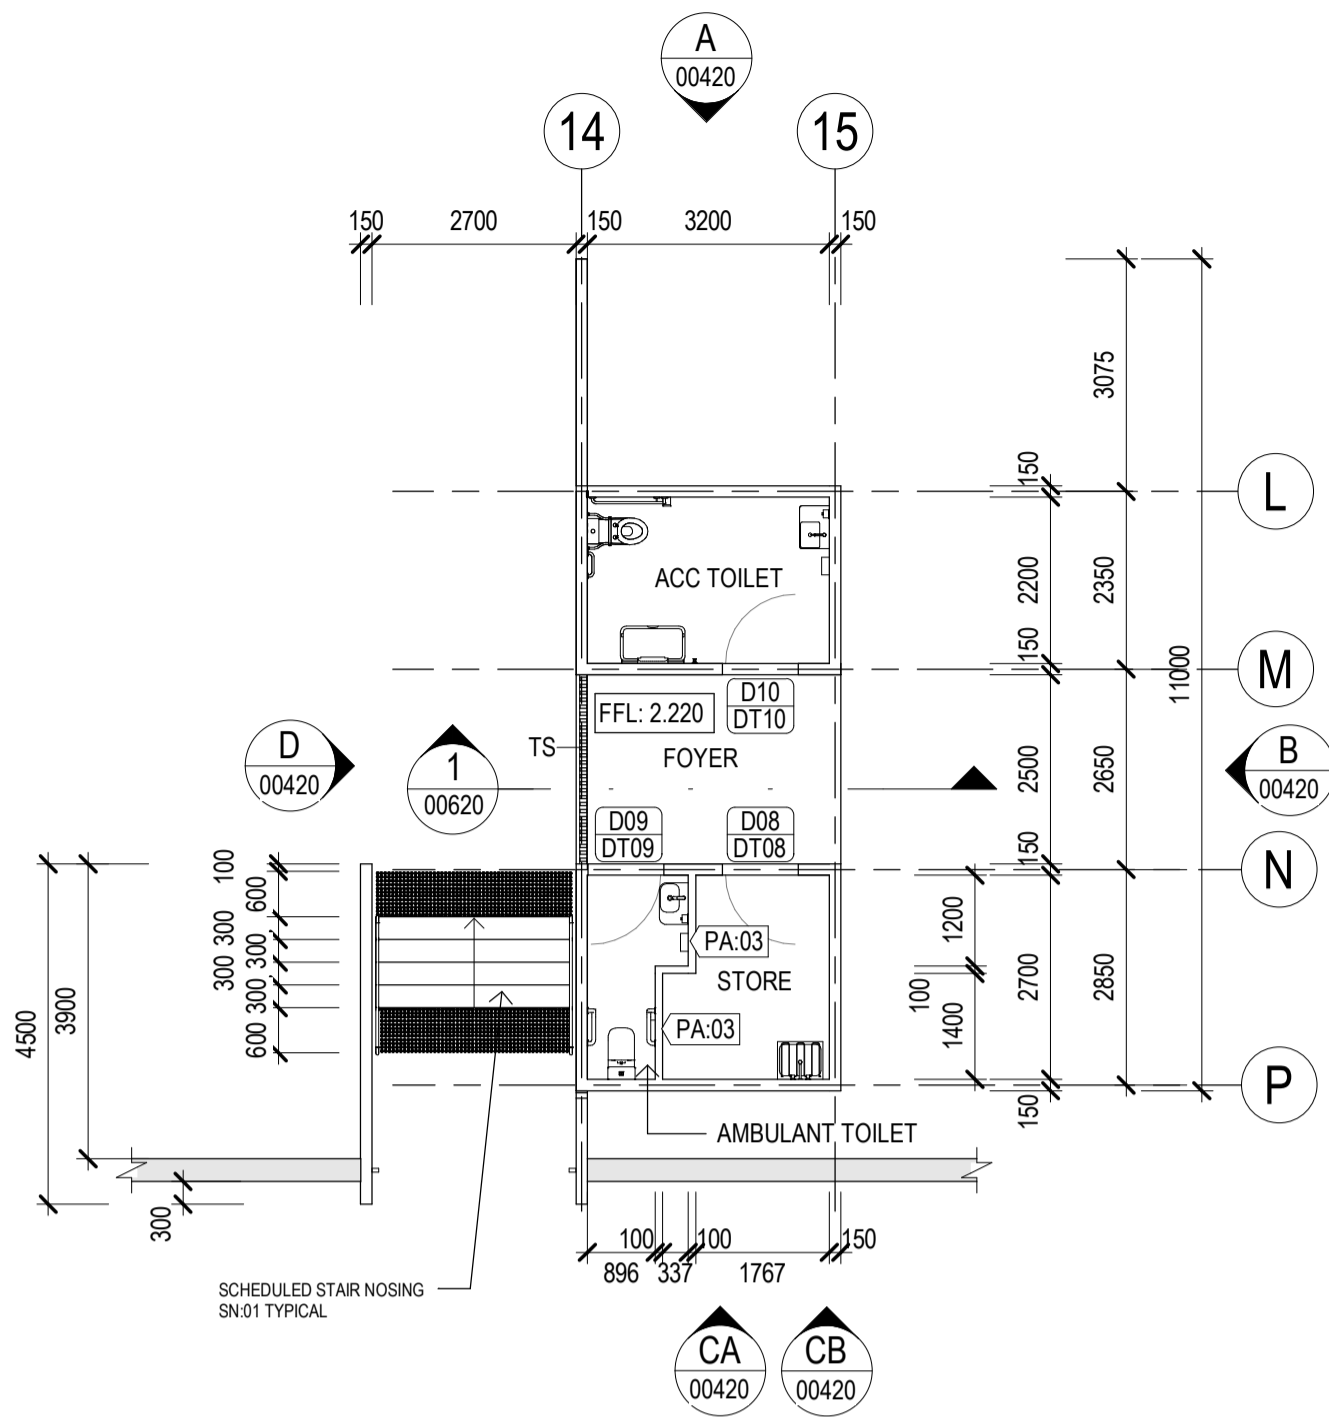 A
00420
14
15
150
2700
150
3200
150
3075
150
L
ACC TOILET
2200
2350
150
M
11000
D10
DT10
FFL: 2.220
TS
FOYER
D
00420
1
00620
B
00420
2500
2650
D09
DT09
D08
DT08
150
N
100
600
300
300
300
300
600
PA:03
STORE
PA:03
1200
100
1400
2700
2850
3900
4500
P
150
AMBULANT TOILET
300
100
100
150
896
337
1767
SCHEDULED STAIR NOSING
SN:01 TYPICAL
CA
00420
CB
00420